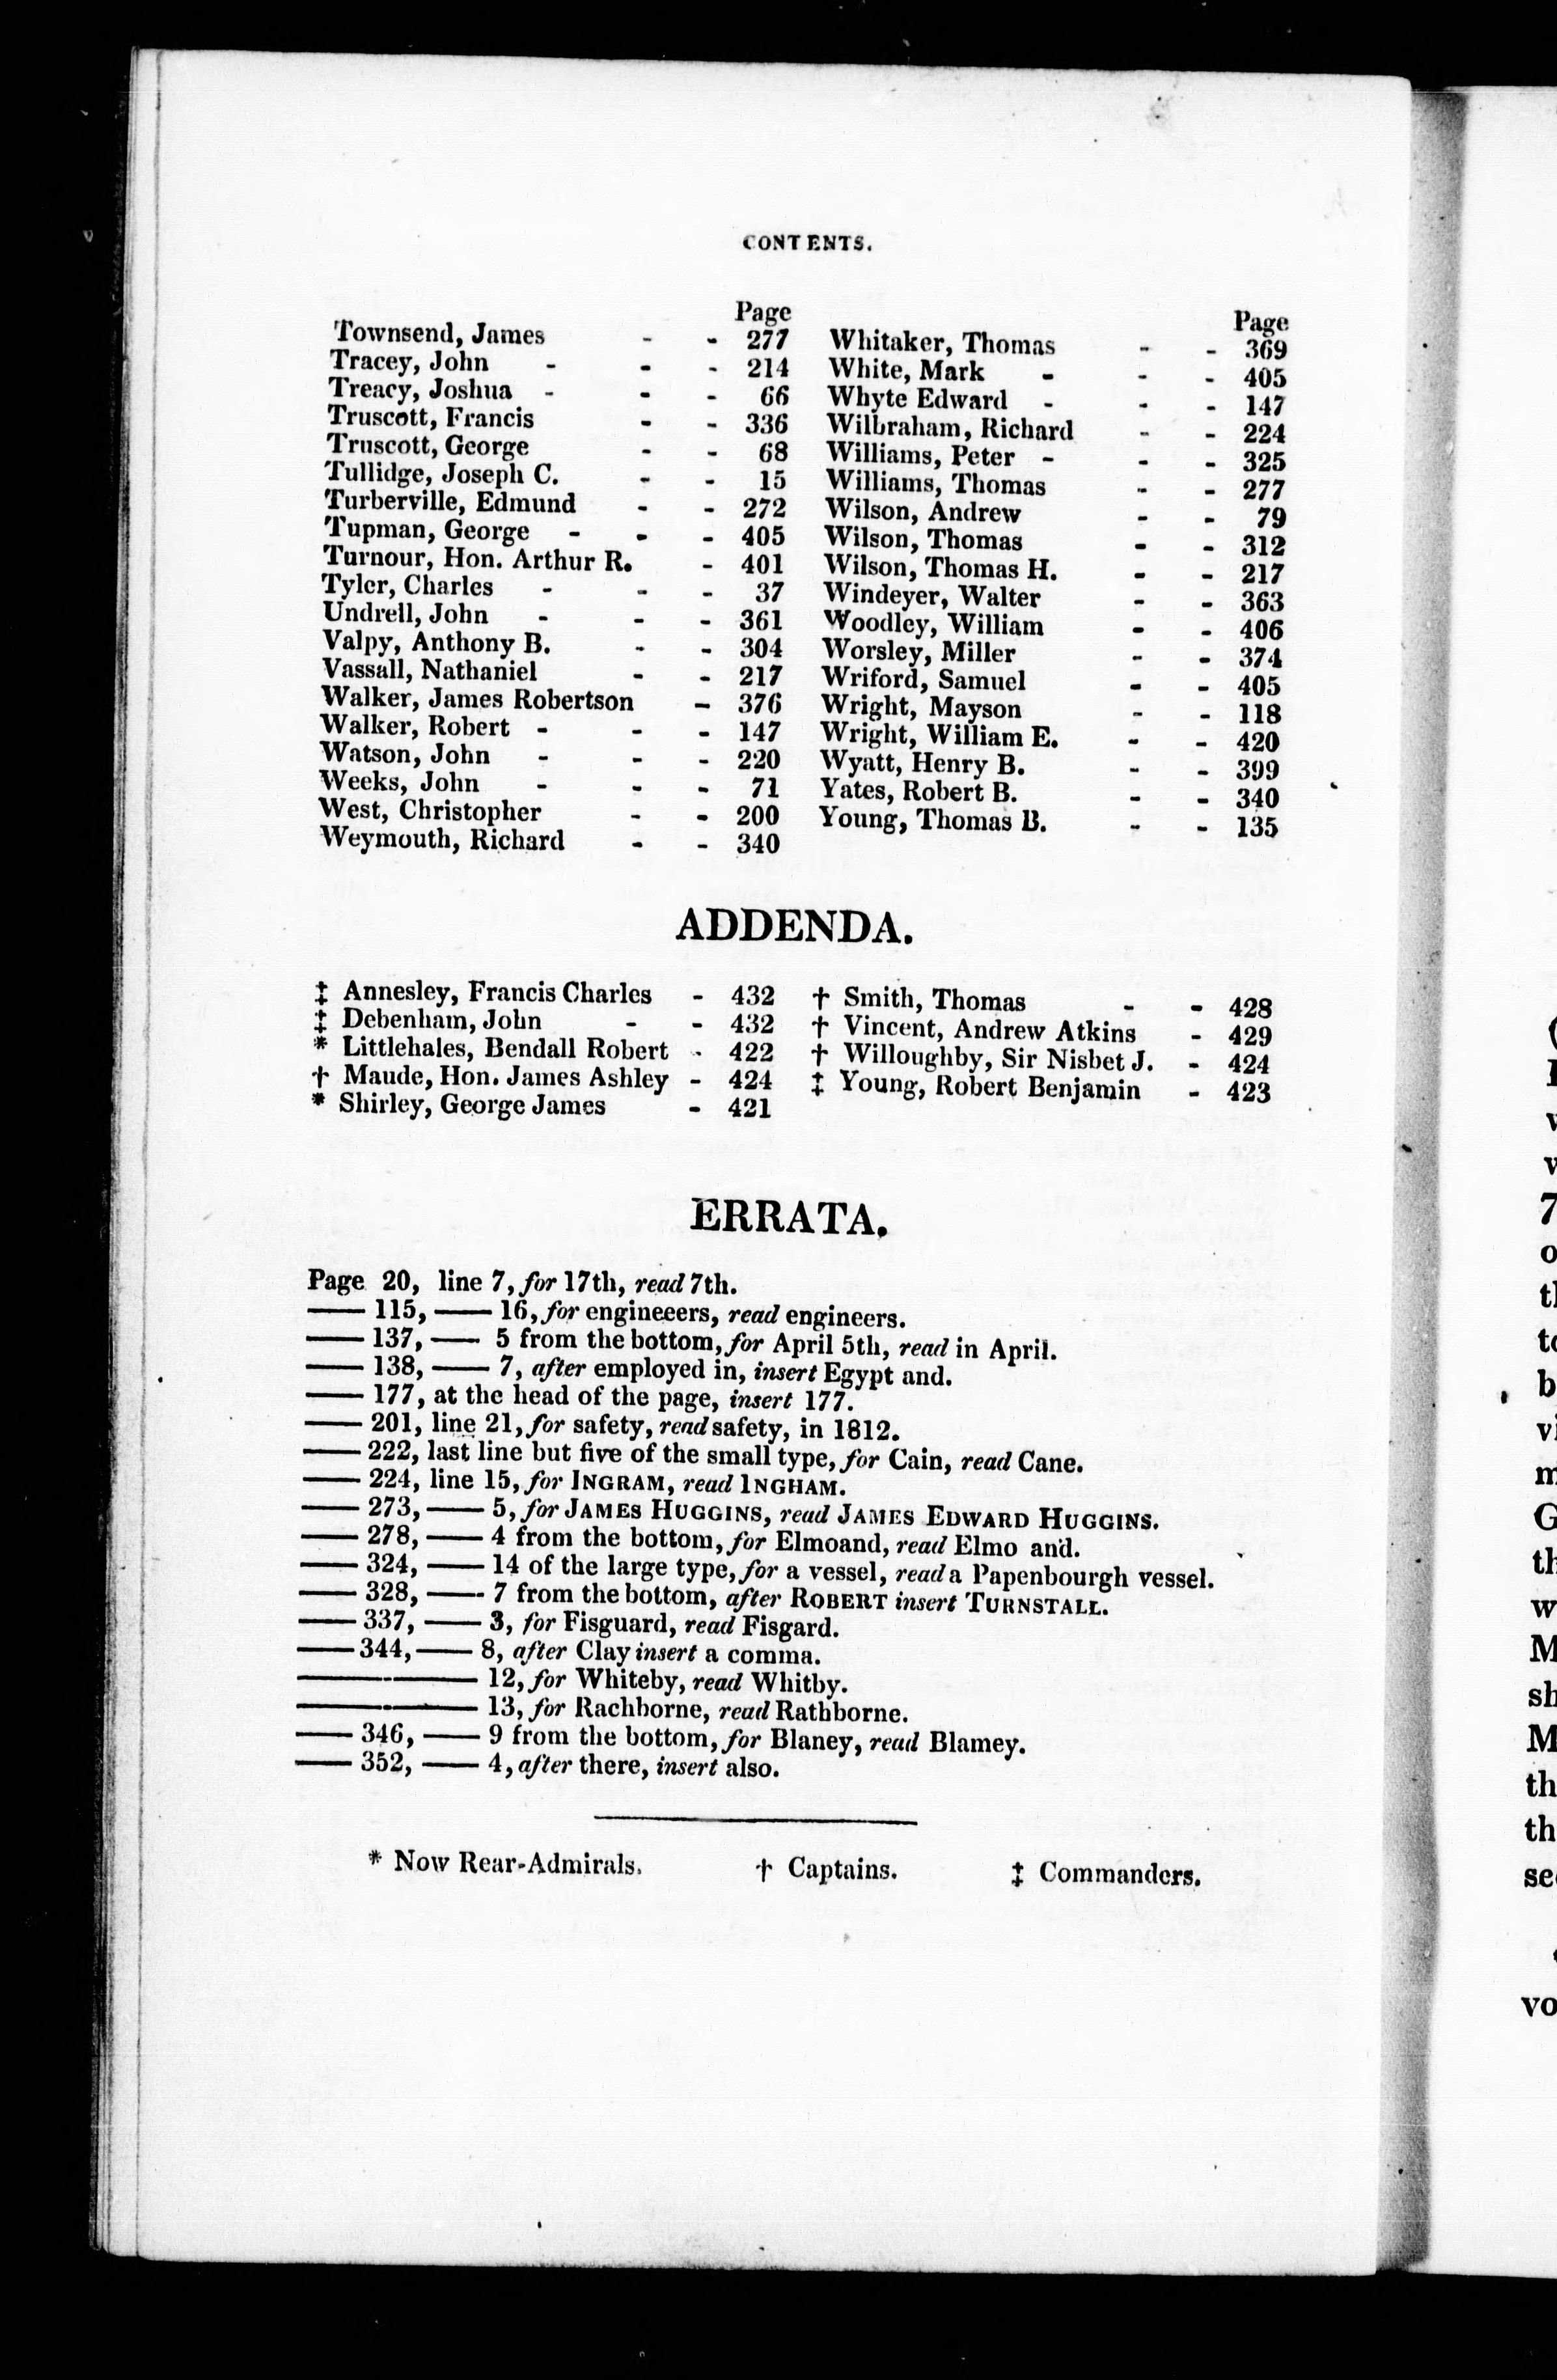 CONTENTS.
Page
Townsend, James - - 277
Tracey, John - - - 214
Treacy, Joshua - - - 66
Truscott, Francis - - 336
Truscott, George - - 68
Tullidge, Joseph C. - - 15
Turberville, Edmund - - 272
Tupman, George - - - 405
Turnour, Hon. Arthur R. - 401
Tyler, Charles - - - 37
Undrell, John - - - 361
Valpy, Anthony B. - - 304
Vassall, Nathaniel - - 217
Walker, James Robertson - 376
Walker, Robert - - - 147
Watson, John - - - 220
Weeks, John - - - 71
West, Christopher - - 200
Weymouth, Richard - - 340
Page
Whitaker, Thomas - - 369
White, Mark - - - 405
Whyte Edward - - - 147
Wilbraham, Richard - - 224
Williams, Peter - - - 325
Williams, Thomas - - 277
Wilson, Andrew - - 79
Wilson, Thomas - - 312
Wilson, Thomas H. - - 217
Windeyer, Walter - - 363
Woodley, William - - 406
Worsley, Miller - - 374
Wriford, Samuel - - 405
Wright, Mayson - - 118
Wright, William E. - - 420
Wyatt, Henry B. - - 399
Yates, Robert B. - - 340
Young, Thomas B. - - 135
ADDENDA.
‡ Annesley, Francis Charles - 432
‡ Debenham, John - - 432
* Littlehales, Bendall Robert - 422
† Maude, Hon. James Ashley - 424
* Shirley, George James - 421
† Smith, Thomas - - 428
† Vincent, Andrew Atkins - 429
† Willoughby, Sir Nisbet J. - 424
‡ Young, Robert Benjamin - 423
ERRATA.
Page 20, line 7, for 17th, read 7th.
—— 115, —— 16, for engineeers, read engineers.
—— 137, —— 5 from the bottom, for April 5th, read in April.
—— 138, —— 7, after employed in, insert Egypt and.
—— 177, at the head of the page, insert 177.
—— 201, line 21, for safety, read safety, in 1812.
—— 222, last line but five of the small type, for Cain, read Cane.
—— 224, line 15, for INGRAM, read INGHAM.
—— 273, —— 5, for JAMES HUGGINS, read JAMES EDWARD HUGGINS.
—— 278, —— 4 from the bottom, for Elmoand, read Elmo and.
—— 324, —— 14 of the large type, for a vessel, read a Papenbourgh vessel.
—— 328, —— 7 from the bottom, after ROBERT insert TURNSTALL.
—— 337, —— 3, for Fisguard, read Fisgard.
—— 344, —— 8, after Clay insert a comma.
—————— 12, for Whiteby, read Whitby.
—————— 13, for Rachborne, read Rathborne.
—— 346, —— 9 from the bottom, for Blaney, read Blamey.
—— 352, —— 4, after there, insert also.
* Now Rear-Admirals. † Captains. ‡ Commanders.